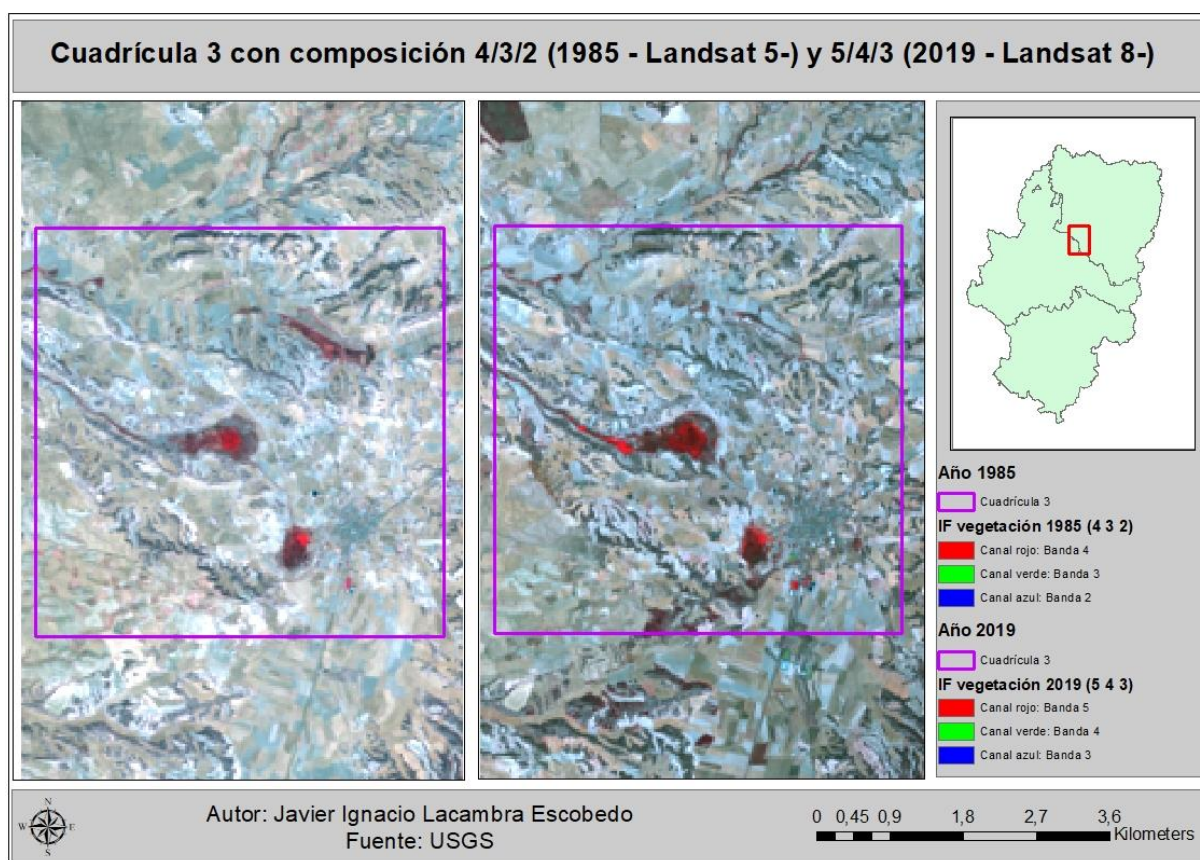 Cuadrícula 3 con composición 4/3/2 (1985 - Landsat 5-) y 5/4/3 (2019 - Landsat 8-)
Año 1985
Cuadrícula 3
IF vegetación 1985 (4 3 2)
Canal rojo: Banda 4
Canal verde: Banda 3
Canal azul: Banda 2
Año 2019
Cuadrícula 3
IF vegetación 2019 (5 4 3)
Canal rojo: Banda 5
Canal verde: Banda 4
Canal azul: Banda 3
N
W E
S
Autor: Javier Ignacio Lacambra Escobedo
Fuente: USGS
0 0,45 0,9 1,8 2,7 3,6
Kilometers